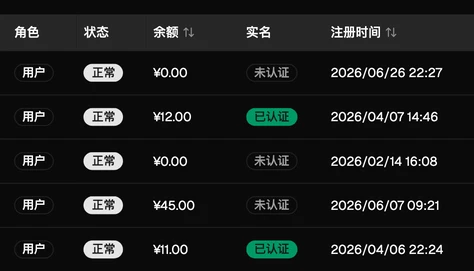 角色 状态 余额 实名 注册时间
用户 正常 ¥0.00 未认证 2026/06/26 22:27
用户 正常 ¥12.00 已认证 2026/04/07 14:46
用户 正常 ¥0.00 未认证 2026/02/14 16:08
用户 正常 ¥45.00 未认证 2026/06/07 09:21
用户 正常 ¥11.00 已认证 2026/04/06 22:24